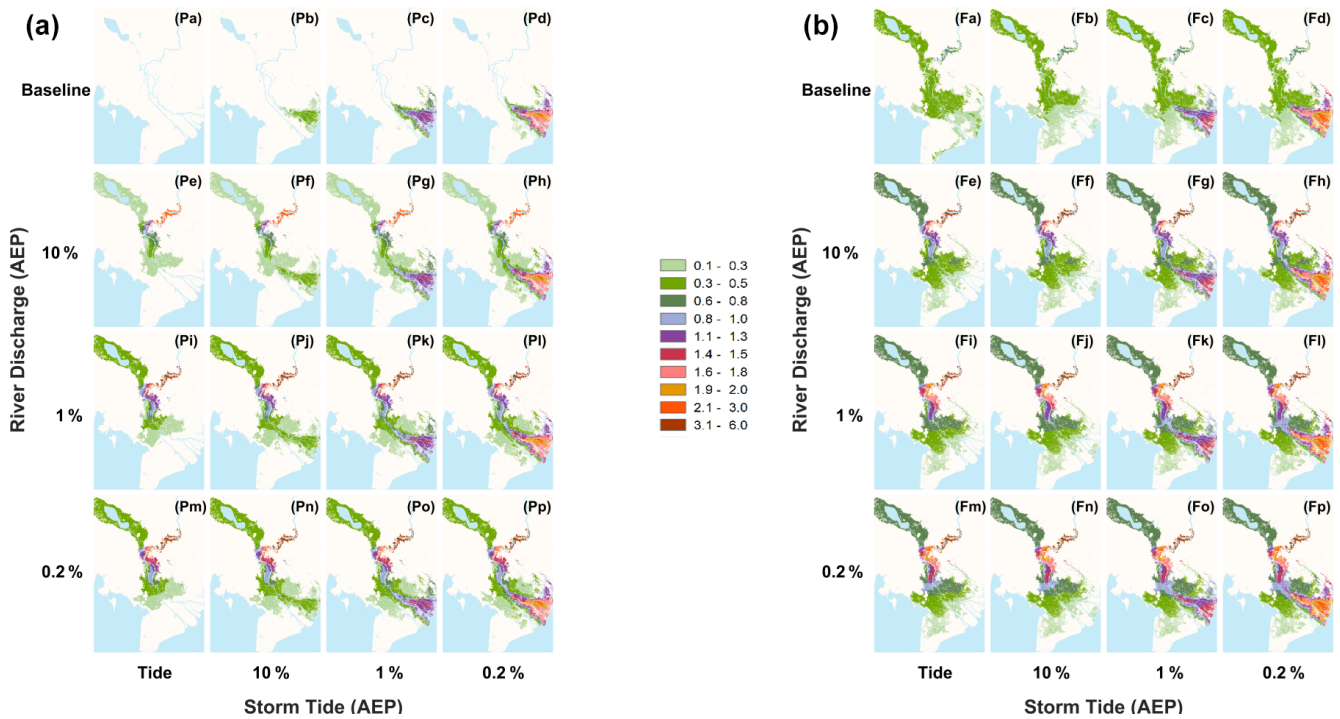 (a)
(Pa) (Pb) (Pc) (Pd)
Baseline
(Pe) (Pf) (Pg) (Ph)
10 %
(Pi) (Pj) (Pk) (Pl)
1 %
(Pm) (Pn) (Po) (Pp)
0.2 %
River Discharge (AEP)
Tide 10 % 1 % 0.2 %
Storm Tide (AEP)
0.1 - 0.3
0.3 - 0.5
0.6 - 0.8
0.8 - 1.0
1.1 - 1.3
1.4 - 1.5
1.6 - 1.8
1.9 - 2.0
2.1 - 3.0
3.1 - 6.0
(b)
(Fa) (Fb) (Fc) (Fd)
Baseline
(Fe) (Ff) (Fg) (Fh)
10 %
(Fi) (Fj) (Fk) (Fl)
1 %
(Fm) (Fn) (Fo) (Fp)
0.2 %
River Discharge (AEP)
Tide 10 % 1 % 0.2 %
Storm Tide (AEP)